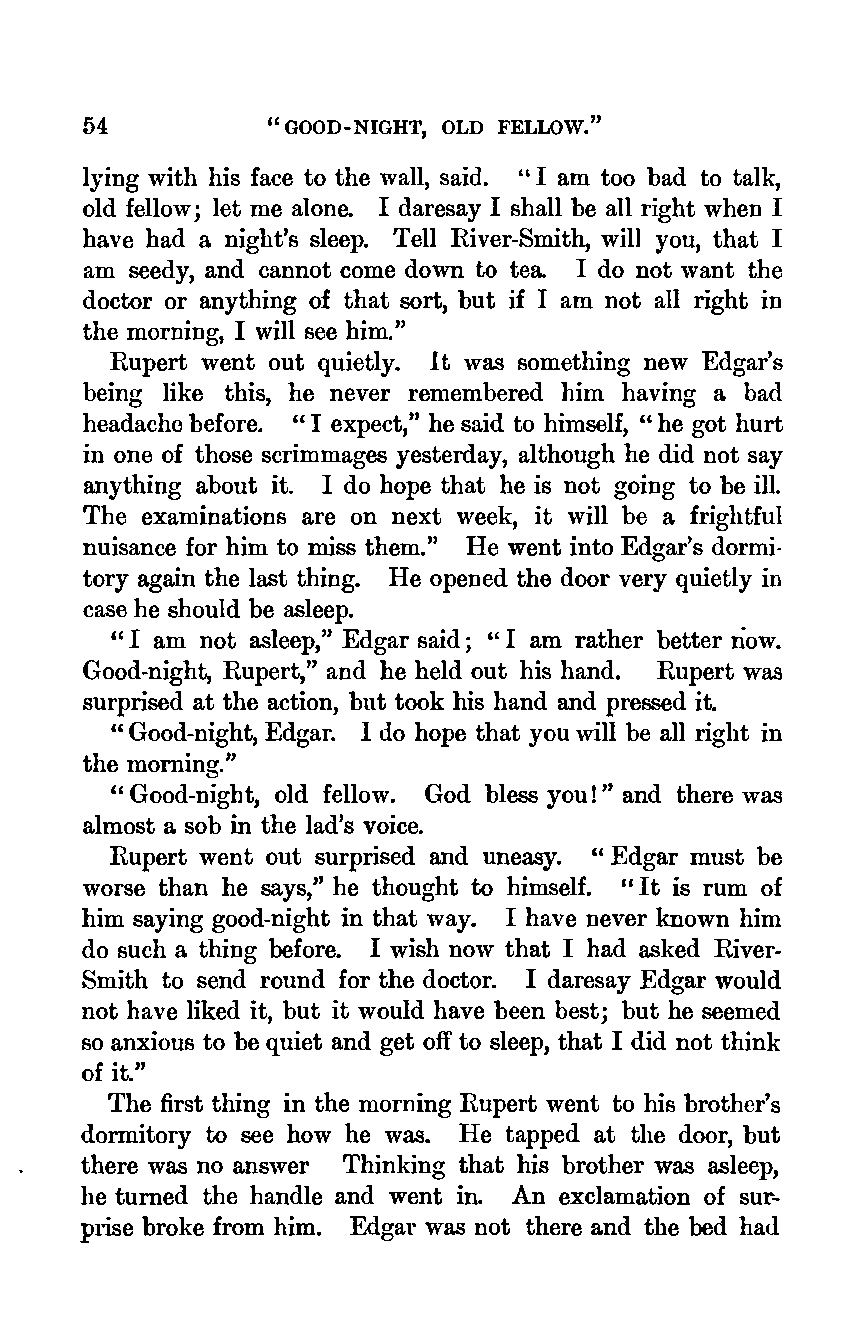 54 “GOOD-NIGHT, OLD FELLOW.”
lying with his face to the wall, said. “I am too bad to talk,
old fellow; let me alone. I daresay I shall be all right when I
have had a night’s sleep. Tell River-Smith, will you, that I
am seedy, and cannot come down to tea. I do not want the
doctor or anything of that sort, but if I am not all right in
the morning, I will see him.”
Rupert went out quietly. It was something new Edgar’s
being like this, he never remembered him having a bad
headache before. “I expect,” he said to himself, “he got hurt
in one of those scrimmages yesterday, although he did not say
anything about it. I do hope that he is not going to be ill.
The examinations are on next week, it will be a frightful
nuisance for him to miss them.” He went into Edgar’s dormi-
tory again the last thing. He opened the door very quietly in
case he should be asleep.
“I am not asleep,” Edgar said; “I am rather better now.
Good-night, Rupert,” and he held out his hand. Rupert was
surprised at the action, but took his hand and pressed it.
“Good-night, Edgar. I do hope that you will be all right in
the morning.”
“Good-night, old fellow. God bless you!” and there was
almost a sob in the lad’s voice.
Rupert went out surprised and uneasy. “Edgar must be
worse than he says,” he thought to himself. “It is rum of
him saying good-night in that way. I have never known him
do such a thing before. I wish now that I had asked River-
Smith to send round for the doctor. I daresay Edgar would
not have liked it, but it would have been best; but he seemed
so anxious to be quiet and get off to sleep, that I did not think
of it.”
The first thing in the morning Rupert went to his brother’s
dormitory to see how he was. He tapped at the door, but
there was no answer Thinking that his brother was asleep,
he turned the handle and went in. An exclamation of sur-
prise broke from him. Edgar was not there and the bed had